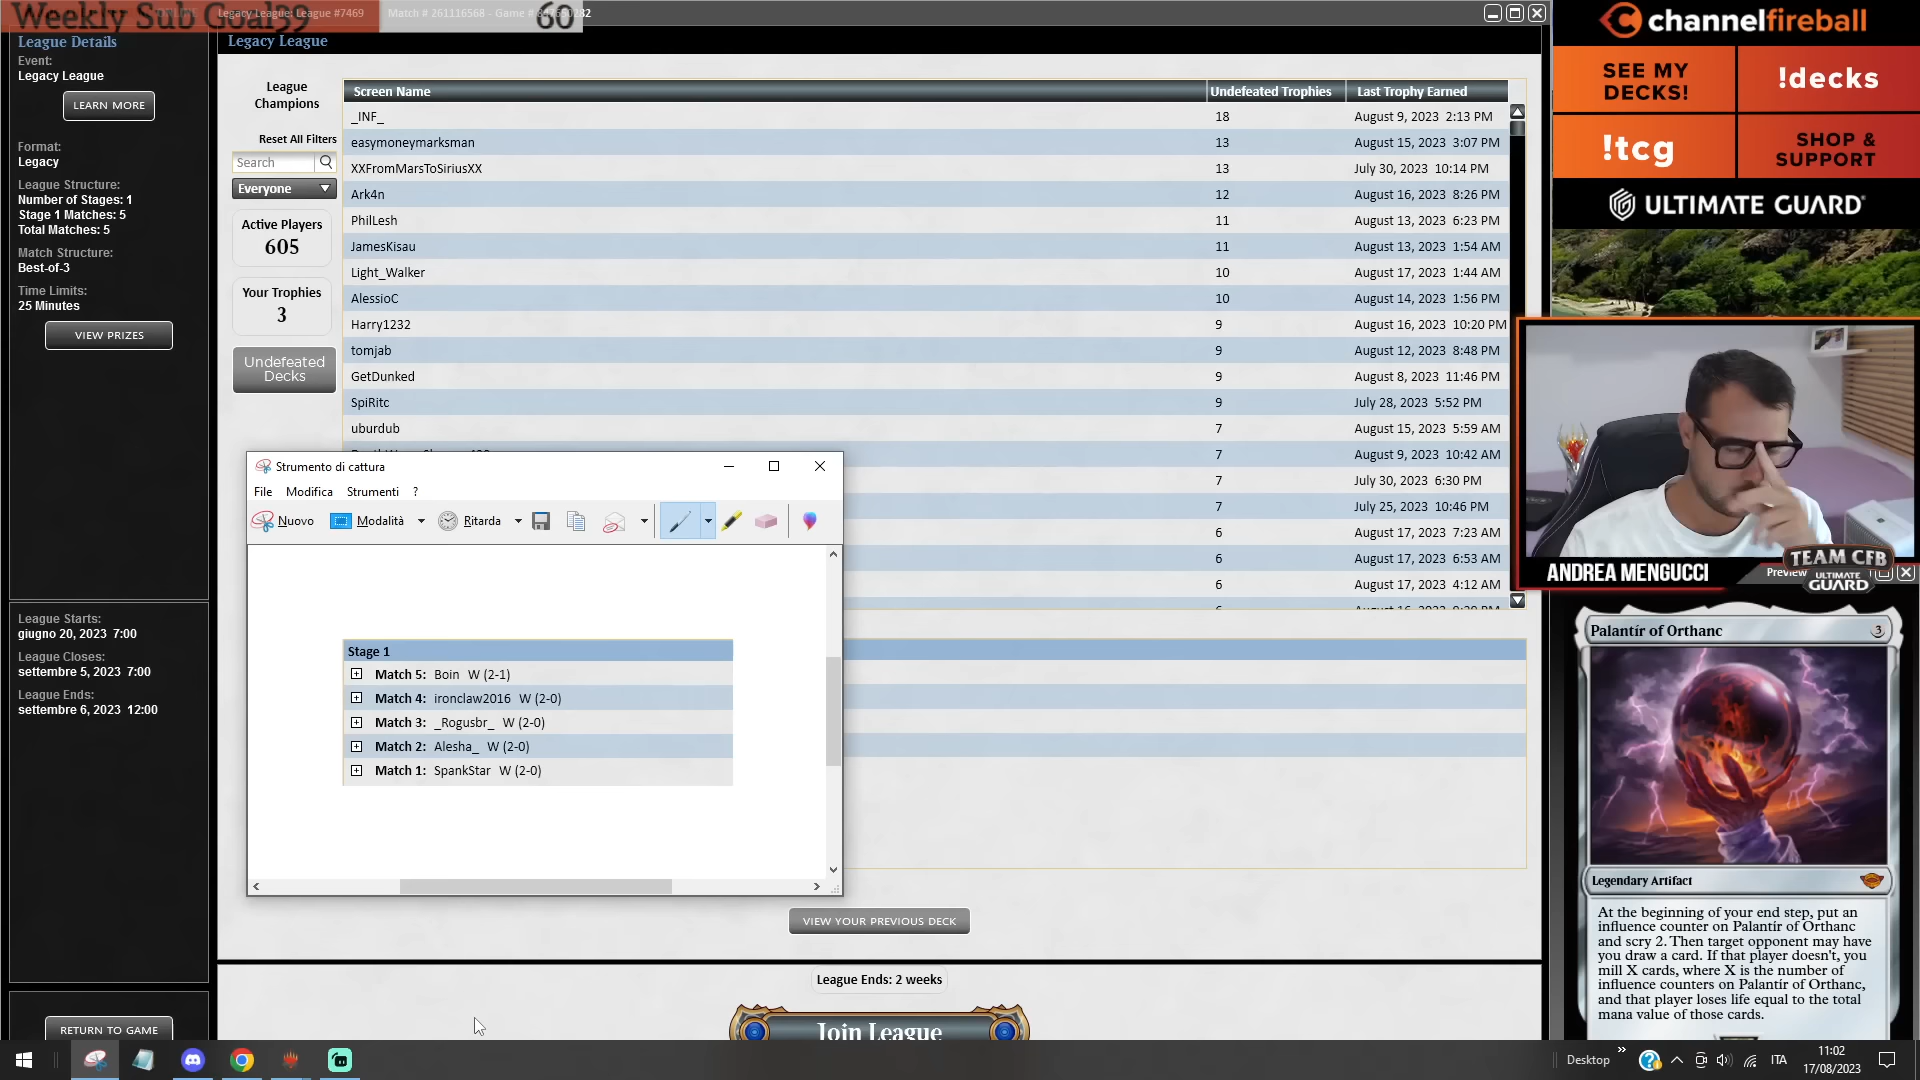 Weekly Sub Goal 59
60
Legacy League: League #7469
Match # 261116568 - Game #
League Details
Event:
Legacy League
LEARN MORE
Format:
Legacy
League Structure:
Number of Stages: 1
Stage 1 Matches: 5
Total Matches: 5
Match Structure:
Best-of-3
Time Limits:
25 Minutes
VIEW PRIZES
League Starts:
giugno 20, 2023 7:00
League Closes:
settembre 5, 2023 7:00
League Ends:
settembre 6, 2023 12:00
RETURN TO GAME
Legacy League
League
Champions
Reset All Filters
Search
Everyone
Active Players
605
Your Trophies
3
Undefeated
Decks
Screen Name Undefeated Trophies Last Trophy Earned
_INF_ 18 August 9, 2023 2:13 PM
easymoneymarksman 13 August 15, 2023 3:07 PM
XXFromMarsToSiriusXX 13 July 30, 2023 10:14 PM
Ark4n 12 August 16, 2023 8:26 PM
PhilLesh 11 August 13, 2023 6:23 PM
JamesKisau 11 August 13, 2023 1:54 AM
Light_Walker 10 August 17, 2023 1:44 AM
AlessioC 10 August 14, 2023 1:56 PM
Harry1232 9 August 16, 2023 10:20 PM
tomjab 9 August 12, 2023 8:48 PM
GetDunked 9 August 8, 2023 11:46 PM
SpiRitc 9 July 28, 2023 5:52 PM
uburdub 7 August 15, 2023 5:59 AM
7 August 9, 2023 10:42 AM
7 July 30, 2023 6:30 PM
7 July 25, 2023 10:46 PM
6 August 17, 2023 7:23 AM
6 August 17, 2023 6:53 AM
6 August 17, 2023 4:12 AM
Strumento di cattura
File Modifica Strumenti ?
Nuovo Modalità Ritarda
Stage 1
Match 5: Boin W (2-1)
Match 4: ironclaw2016 W (2-0)
Match 3: _Rogusbr_ W (2-0)
Match 2: Alesha_ W (2-0)
Match 1: SpankStar W (2-0)
VIEW YOUR PREVIOUS DECK
League Ends: 2 weeks
Join League
channelfireball
SEE MY
DECKS!
!decks
!tcg
SHOP &
SUPPORT
ULTIMATE GUARD
ANDREA MENGUCCI
TEAM CFB
ULTIMATE
GUARD
Preview
Palantír of Orthanc 3
Legendary Artifact
At the beginning of your end step, put an
influence counter on Palantír of Orthanc
and scry 2. Then target opponent may have
you draw a card. If that player doesn't, you
mill X cards, where X is the number of
influence counters on Palantír of Orthanc,
and that player loses life equal to the total
mana value of those cards.
Desktop
ITA
11:02
17/08/2023